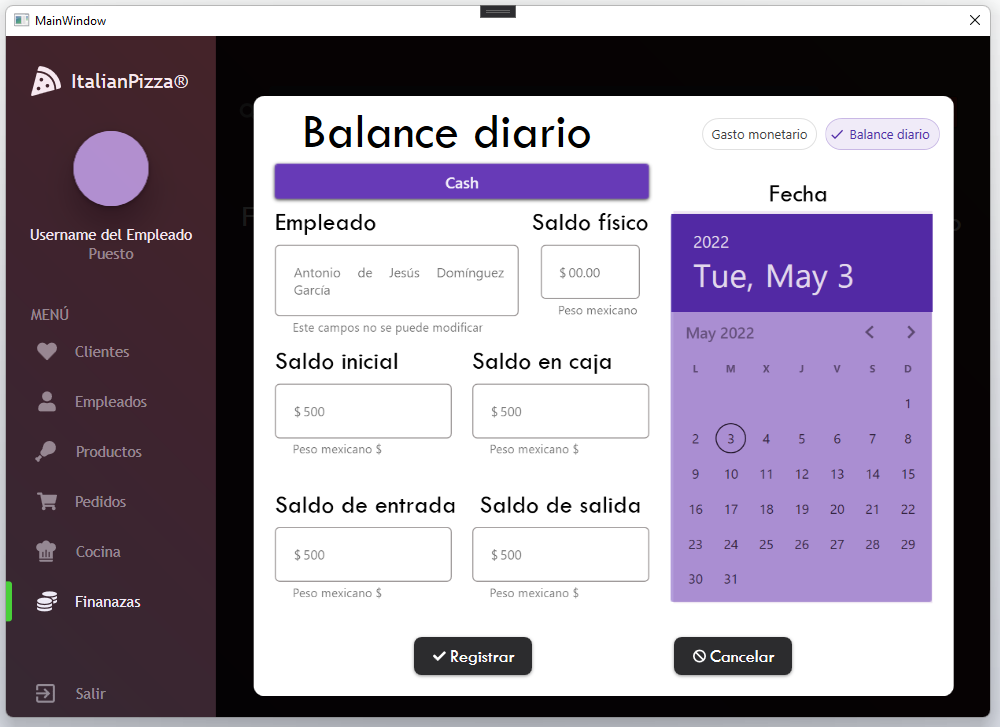 MainWindow
ItalianPizza®
Username del Empleado
Puesto
MENÚ
Clientes
Empleados
Productos
Pedidos
Cocina
Finanazas
Salir
Balance diario
Gasto monetario
Balance diario
Cash
Empleado
Saldo físico
Antonio de Jesús Domínguez
García
$ 00.00
Este campos no se puede modificar
Peso mexicano
Saldo inicial
Saldo en caja
$ 500
$ 500
Peso mexicano $
Peso mexicano $
Saldo de entrada
Saldo de salida
$ 500
$ 500
Peso mexicano $
Peso mexicano $
Fecha
2022
Tue, May 3
May 2022
L M X J V S D
1
2 3 4 5 6 7 8
9 10 11 12 13 14 15
16 17 18 19 20 21 22
23 24 25 26 27 28 29
30 31
Registrar
Cancelar